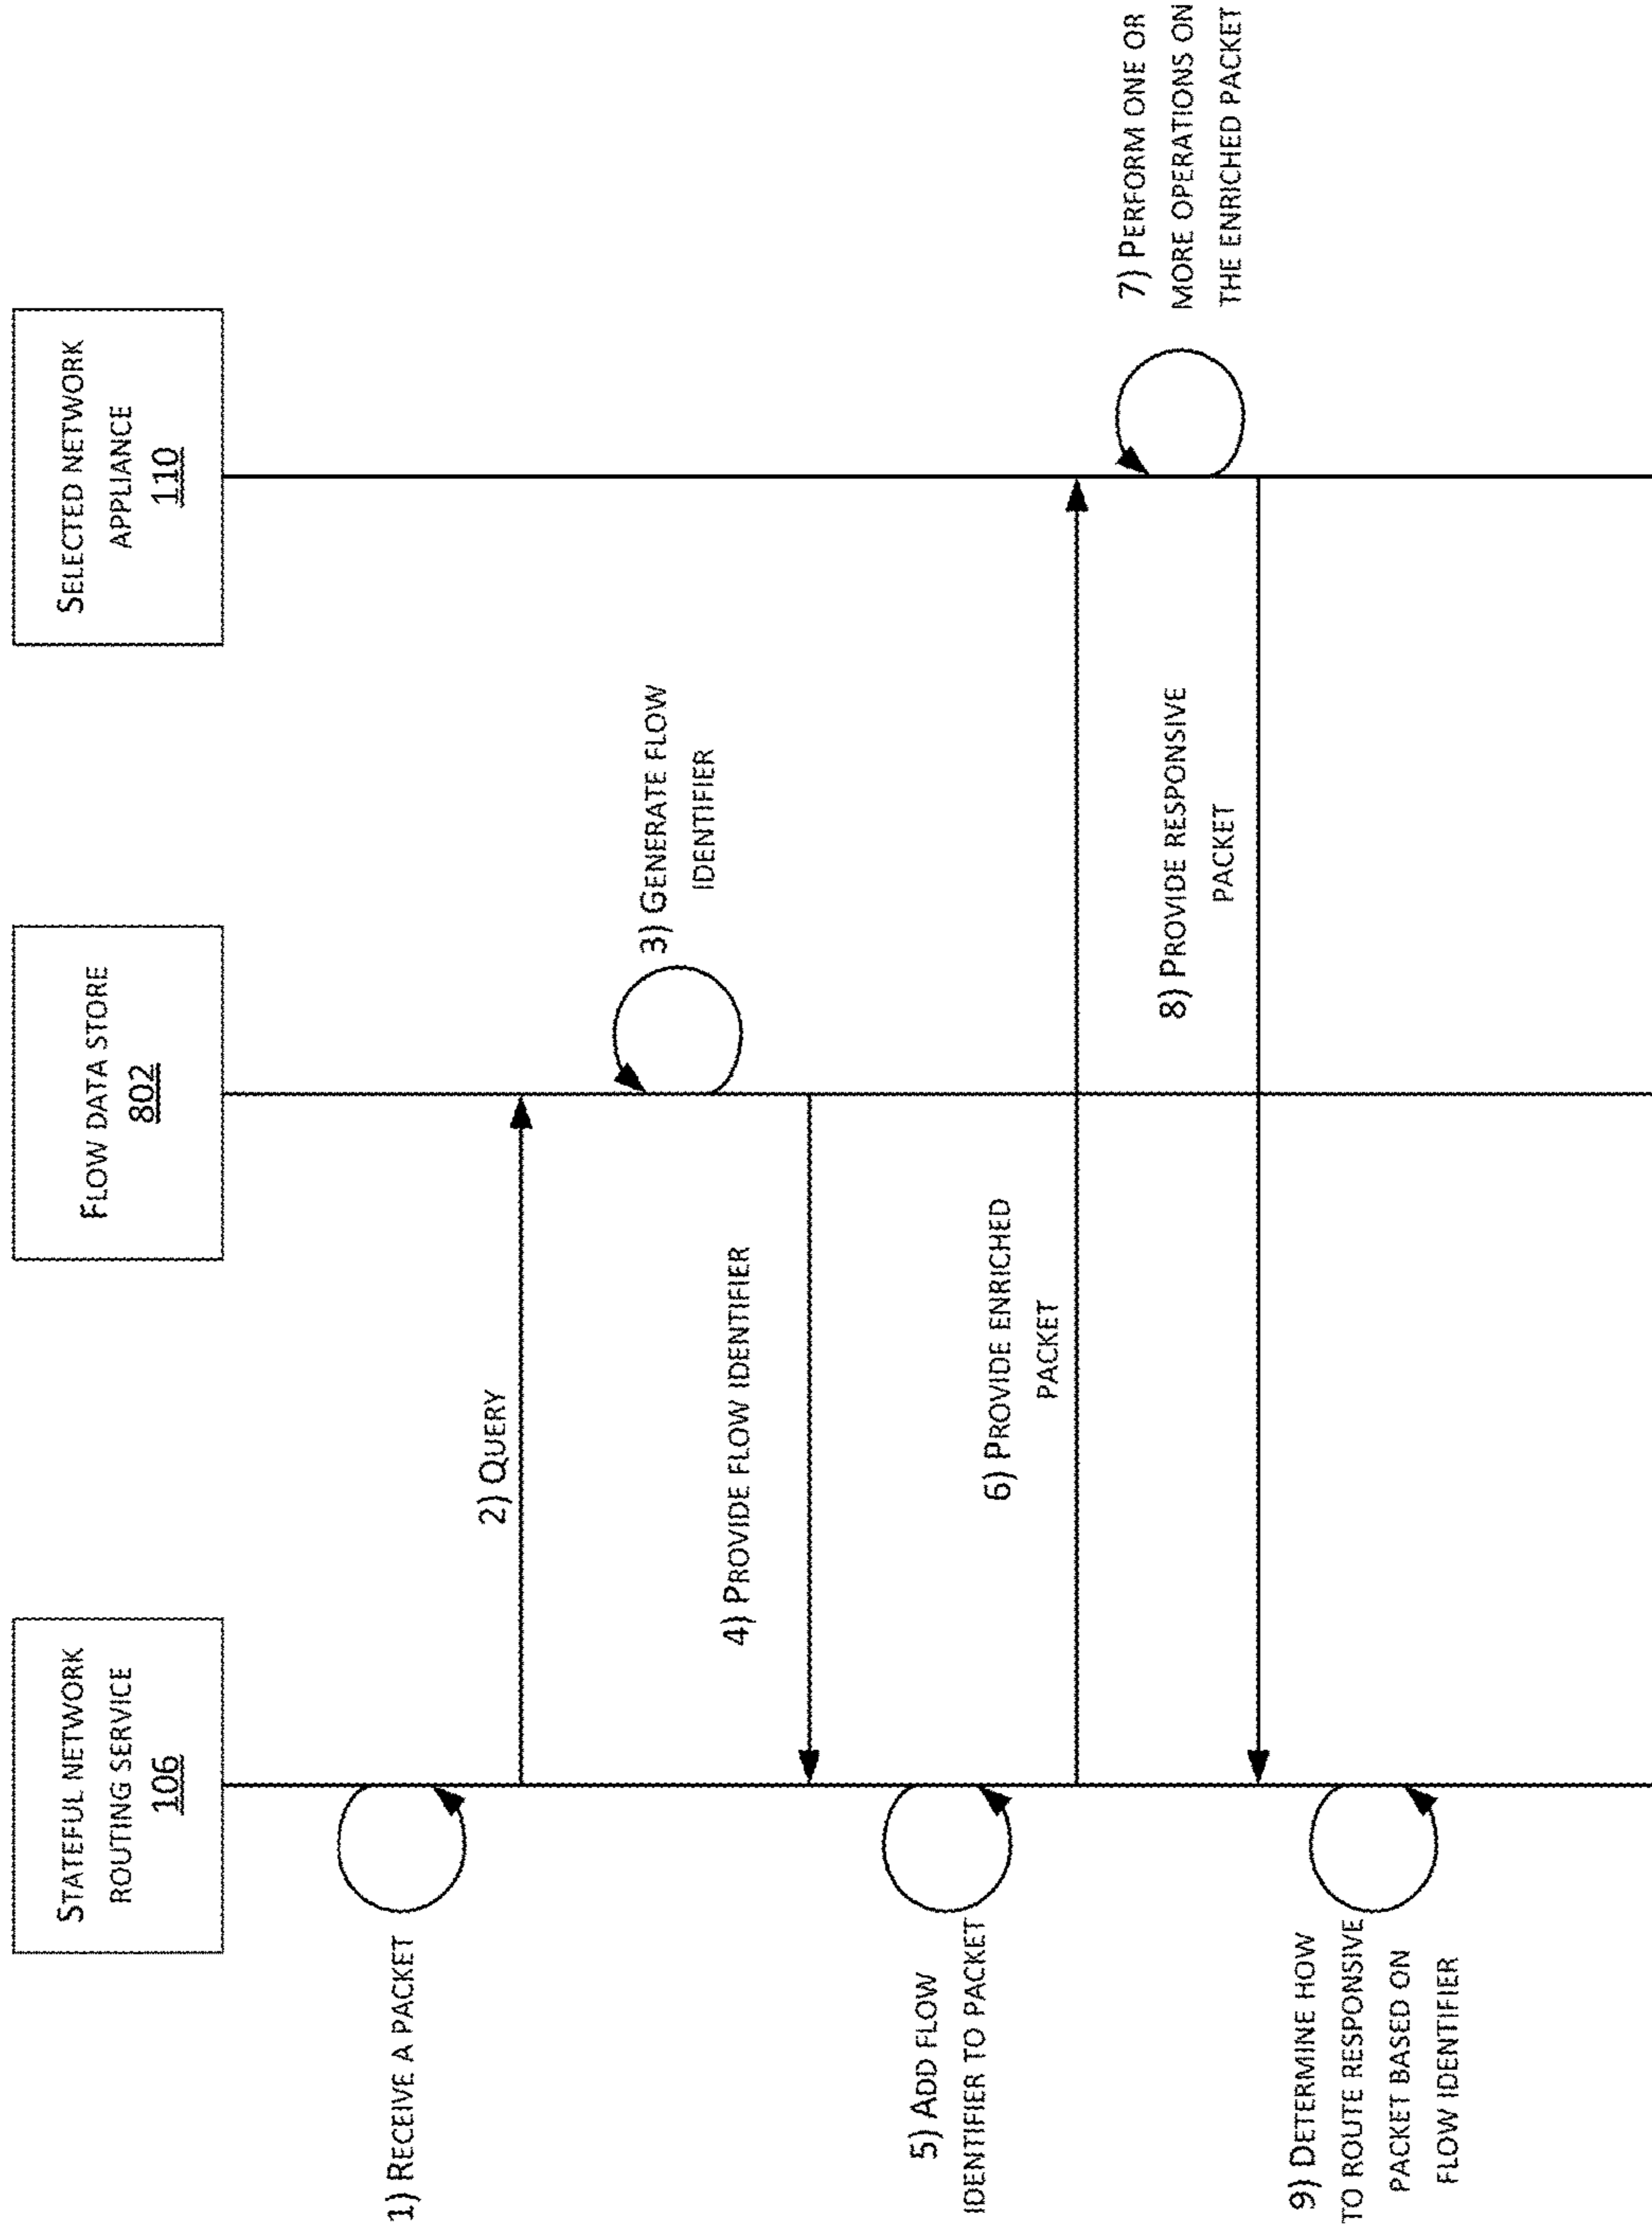 STATEFUL NETWORK
ROUTING SERVICE
106
FLOW DATA STORE
802
SELECTED NETWORK
APPLIANCE
110
1) RECEIVE A PACKET
2) QUERY
3) GENERATE FLOW
IDENTIFIER
4) PROVIDE FLOW IDENTIFIER
5) ADD FLOW
IDENTIFIER TO PACKET
6) PROVIDE ENRICHED
PACKET
7) PERFORM ONE OR
MORE OPERATIONS ON
THE ENRICHED PACKET
8) PROVIDE RESPONSIVE
PACKET
9) DETERMINE HOW
TO ROUTE RESPONSIVE
PACKET BASED ON
FLOW IDENTIFIER